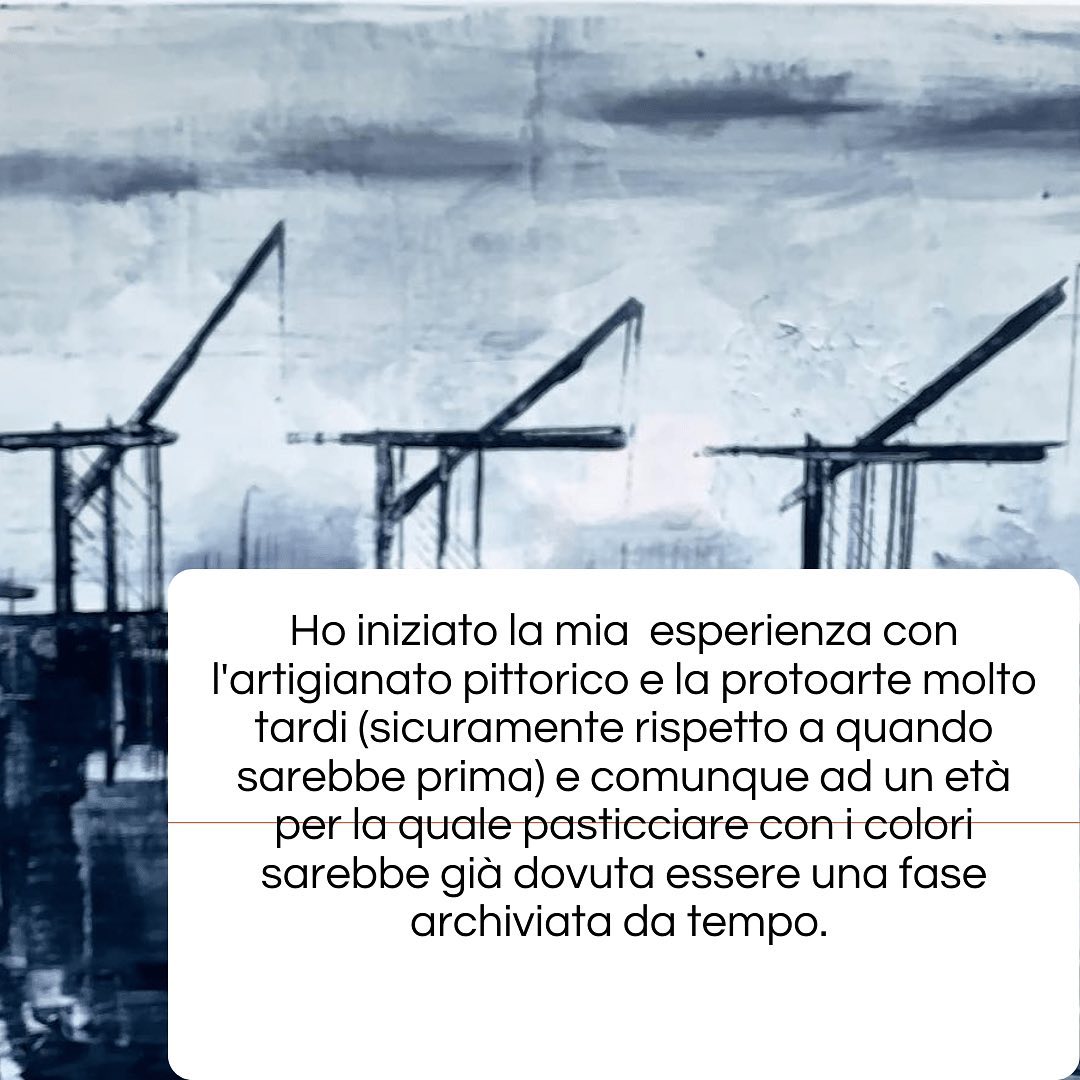 Ho iniziato la mia  esperienza con
l'artigianato pittorico e la protoarte molto
tardi (sicuramente rispetto a quando
sarebbe prima) e comunque ad un età
per la quale pasticciare con i colori
sarebbe già dovuta essere una fase
archiviata da tempo.